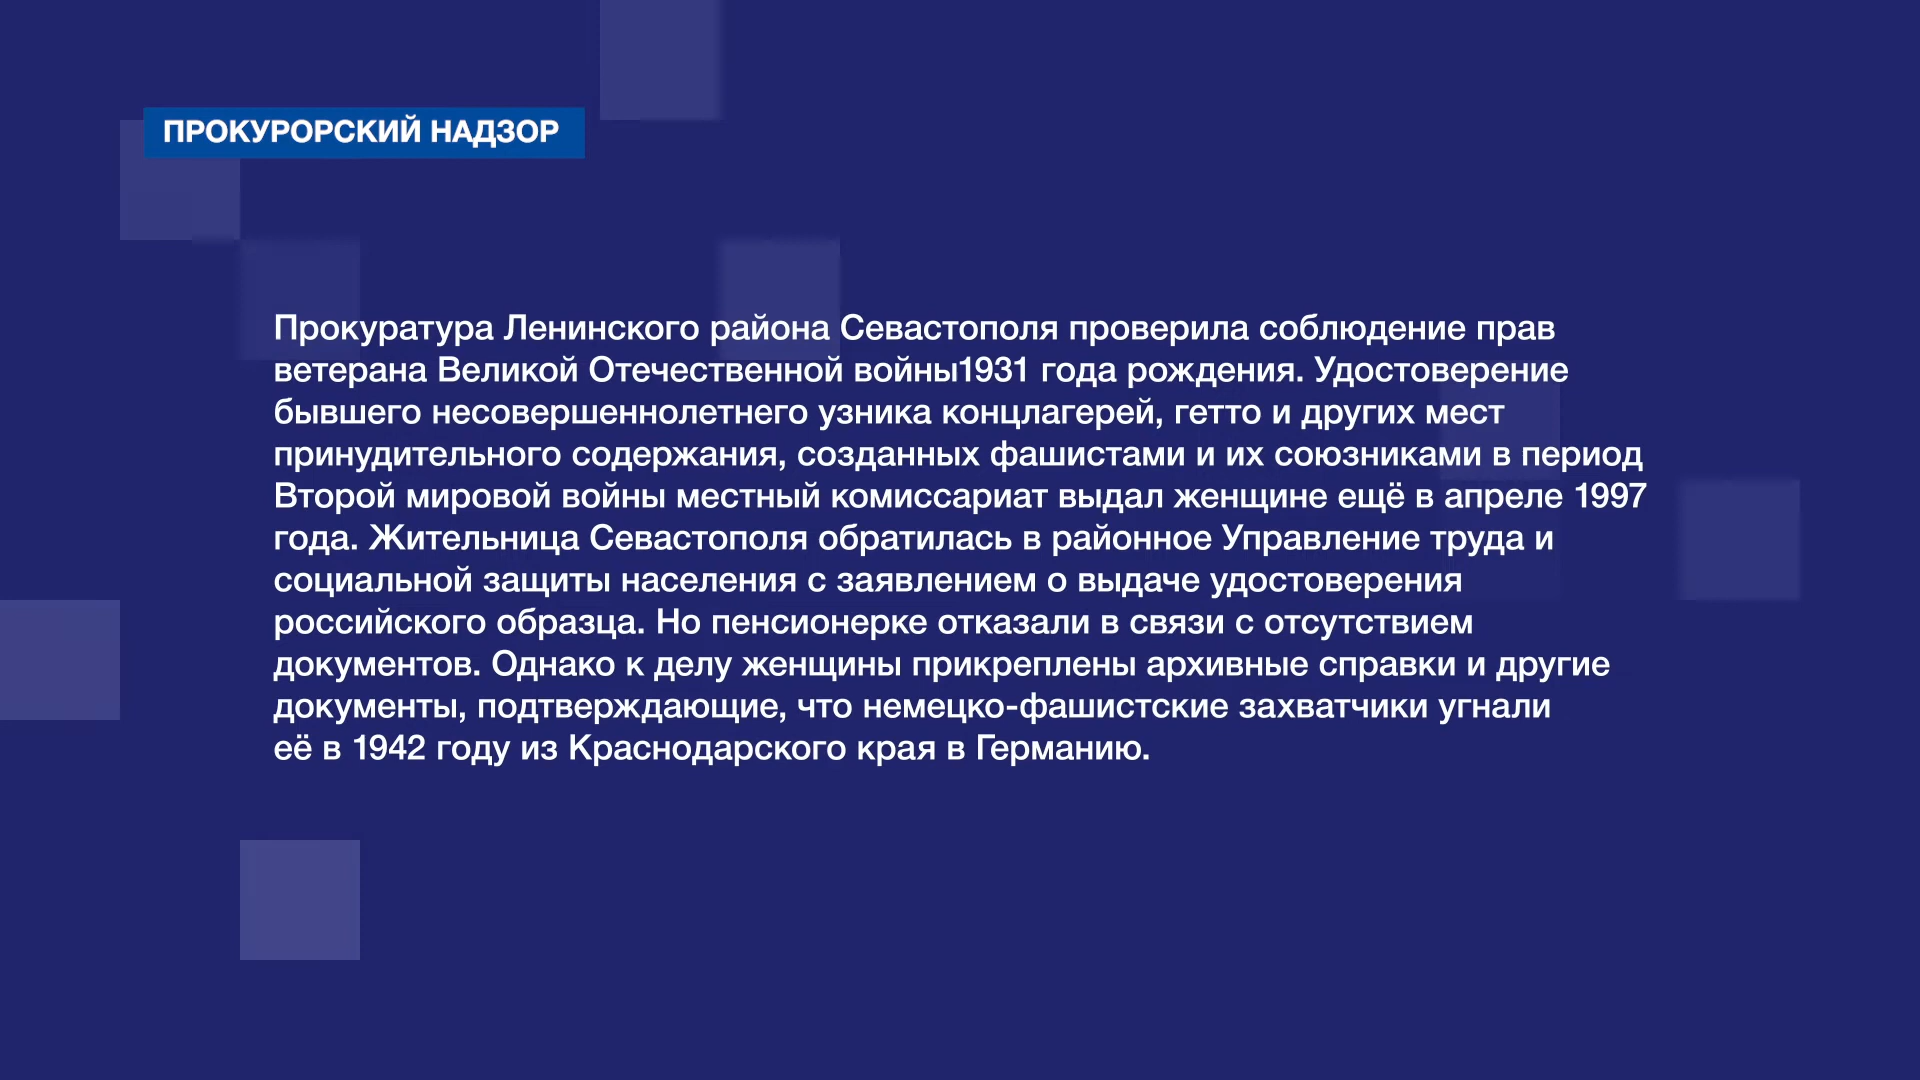 ПРОКУРОРСКИЙ НАДЗОР
Прокуратура Ленинского района Севастополя проверила соблюдение прав
ветерана Великой Отечественной войны1931 года рождения. Удостоверение
бывшего несовершеннолетнего узника концлагерей, гетто и других мест
принудительного содержания, созданных фашистами и их союзниками в период
Второй мировой войны местный комиссариат выдал женщине ещё в апреле 1997
года. Жительница Севастополя обратилась в районное Управление труда и
социальной защиты населения с заявлением о выдаче удостоверения
российского образца. Но пенсионерке отказали в связи с отсутствием
документов. Однако к делу женщины прикреплены архивные справки и другие
документы, подтверждающие, что немецко-фашистские захватчики угнали
её в 1942 году из Краснодарского края в Германию.